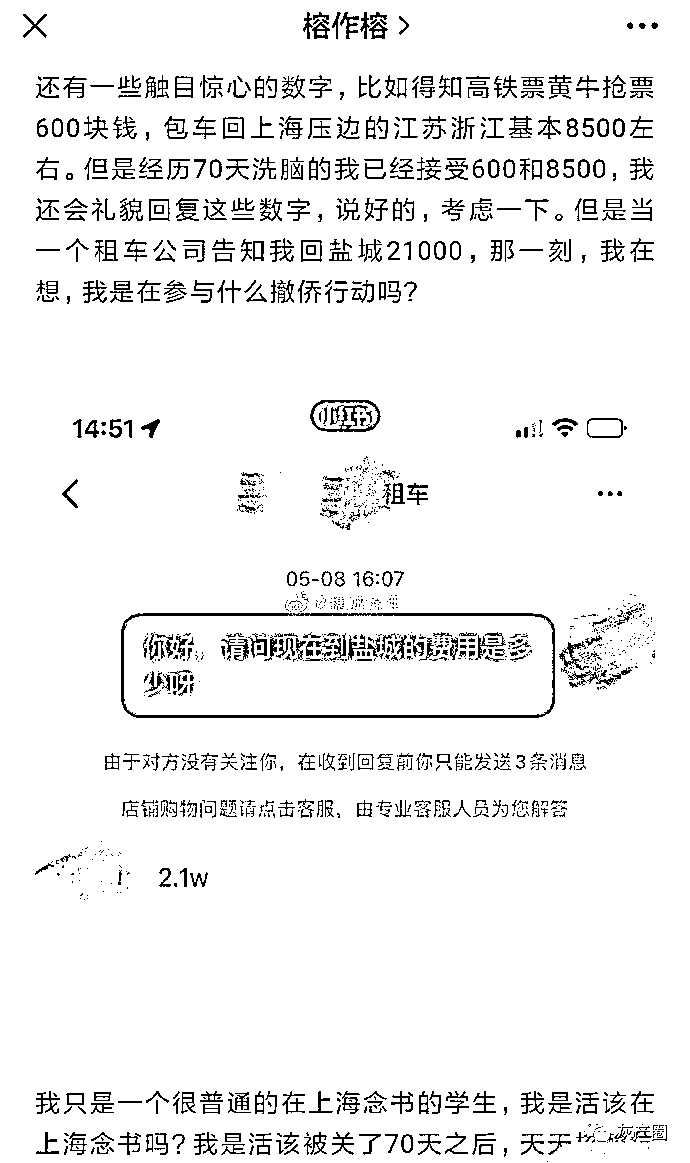 榕作榕
还有一些触目惊心的数字，比如得知高铁票黄牛抢票
600块钱，包车回上海压边的江苏浙江基本8500左
右。但是经历70天洗脑的我已经接受600和8500，我
还会礼貌回复这些数字，说好的，考虑一下。但是当
一个租车公司告知我回盐城21000，那一刻，我在
想，我是在参与什么撤侨行动吗？
14:51
小红书
租车
05-08 16:07
你好，请问现在到盐城的费用是多
少呀
由于对方没有关注你，在收到回复前你只能发送3条消息
店铺购物问题请点击客服，由专业客服人员为您解答
2.1w
我只是一个很普通的在上海念书的学生，我是活该在
上海念书吗？我是活该被关了70天之后，天天
灰产圈